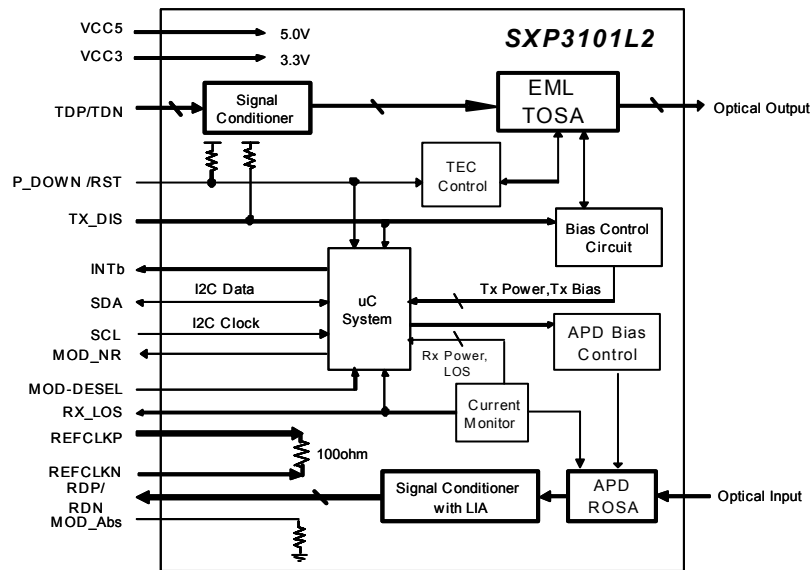 VCC5
5.0V
SXP3101L2
VCC3
3.3V
TDP/TDN
Signal
Conditioner
EML
TOSA
Optical Output
P_DOWN /RST
TEC
Control
TX_DIS
Bias Control
Circuit
INTb
SDA
I2C Data
uC
System
Tx Power,Tx Bias
SCL
I2C Clock
APD Bias
Control
MOD_NR
Rx Power,
LOS
MOD-DESEL
RX_LOS
Current
Monitor
REFCLKP
100ohm
REFCLKN
RDP/
RDN
Signal Conditioner
with LIA
APD
ROSA
Optical Input
MOD_Abs